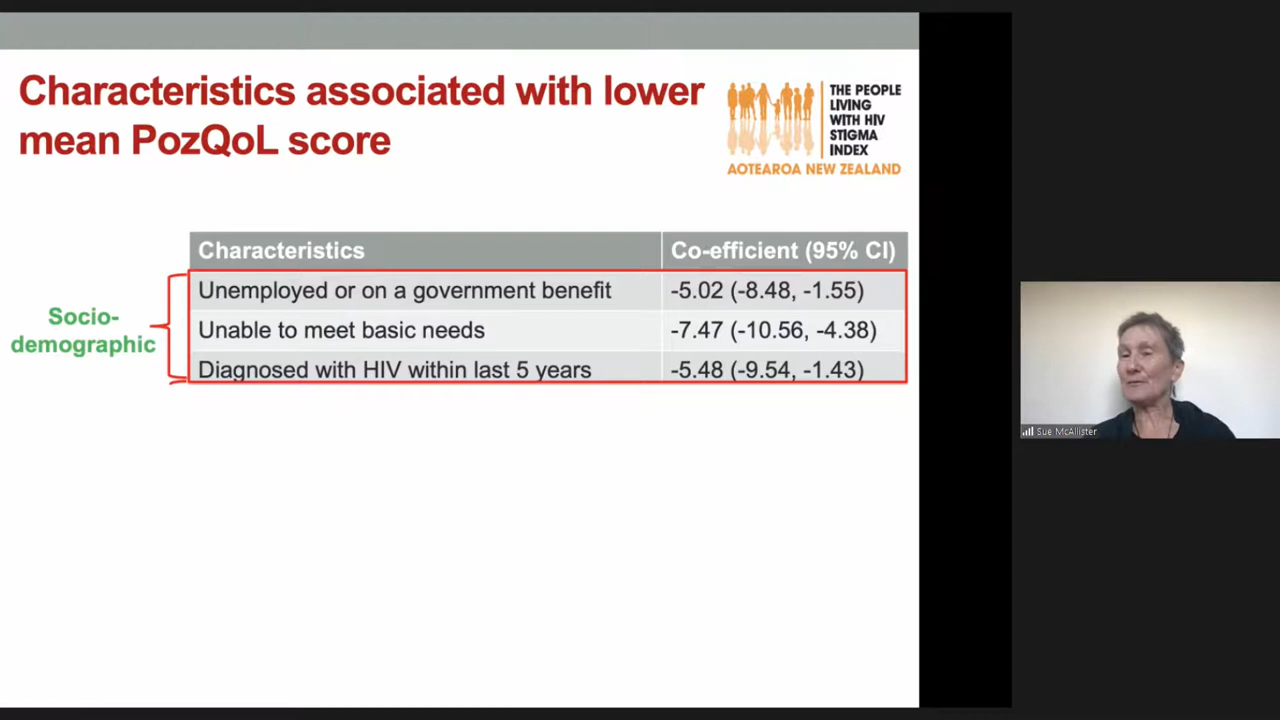 Characteristics associated with lower
mean PozQoL score
THE PEOPLE
LIVING
WITH HIV
STIGMA
INDEX
AOTEAROA NEW ZEALAND
Characteristics Co-efficient (95% CI)
Socio-
demographic
Unemployed or on a government benefit -5.02 (-8.48, -1.55)
Unable to meet basic needs -7.47 (-10.56, -4.38)
Diagnosed with HIV within last 5 years -5.48 (-9.54, -1.43)
Sue McAllister